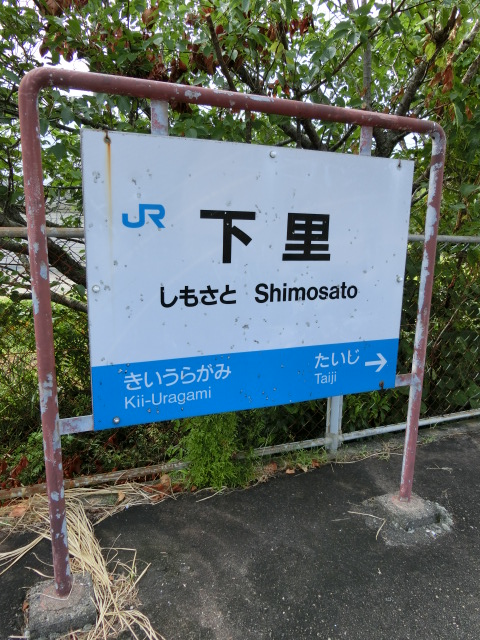 JR
下里
しもさと Shimosato
きいうらがみ たいじ →
Kii-Uragami Taiji